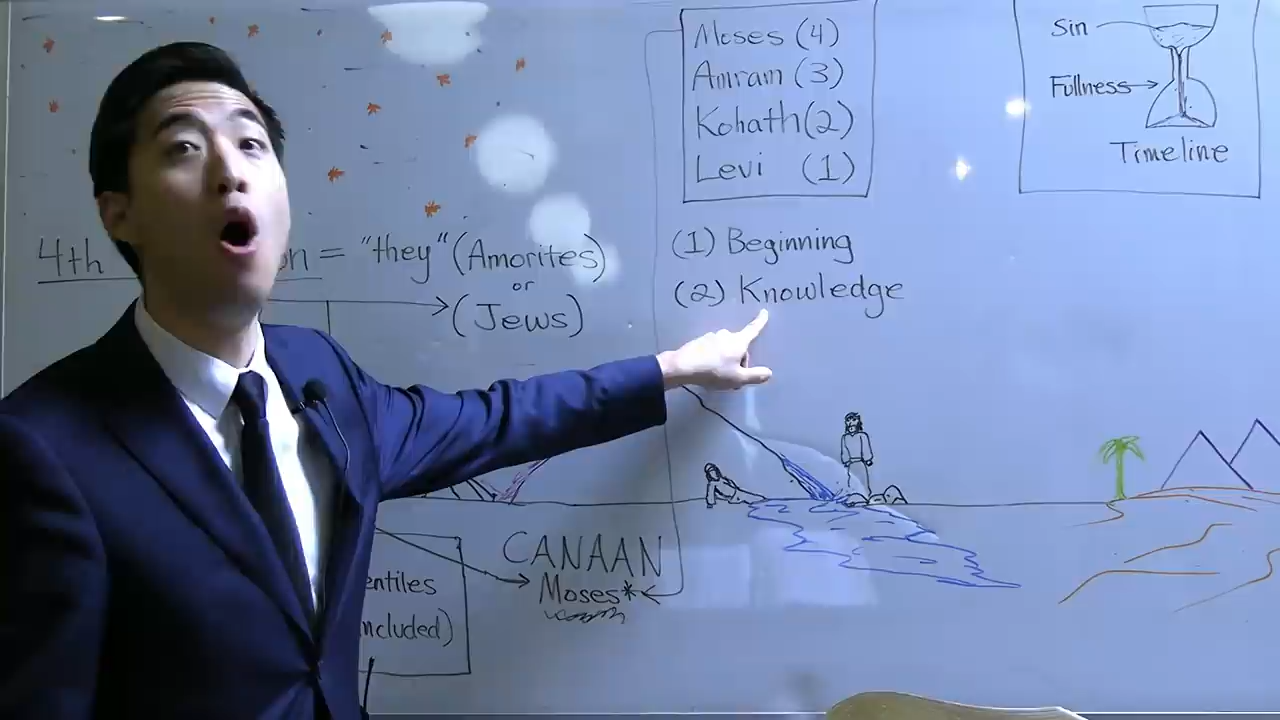 Moses (4)
Amram (3)
Kohath (2)
Levi (1)
Sin
Fullness
Timeline
4th on = "they" (Amorites)
or
(Jews)
(1) Beginning
(2) Knowledge
CANAAN
Moses*
entiles
ncluded)